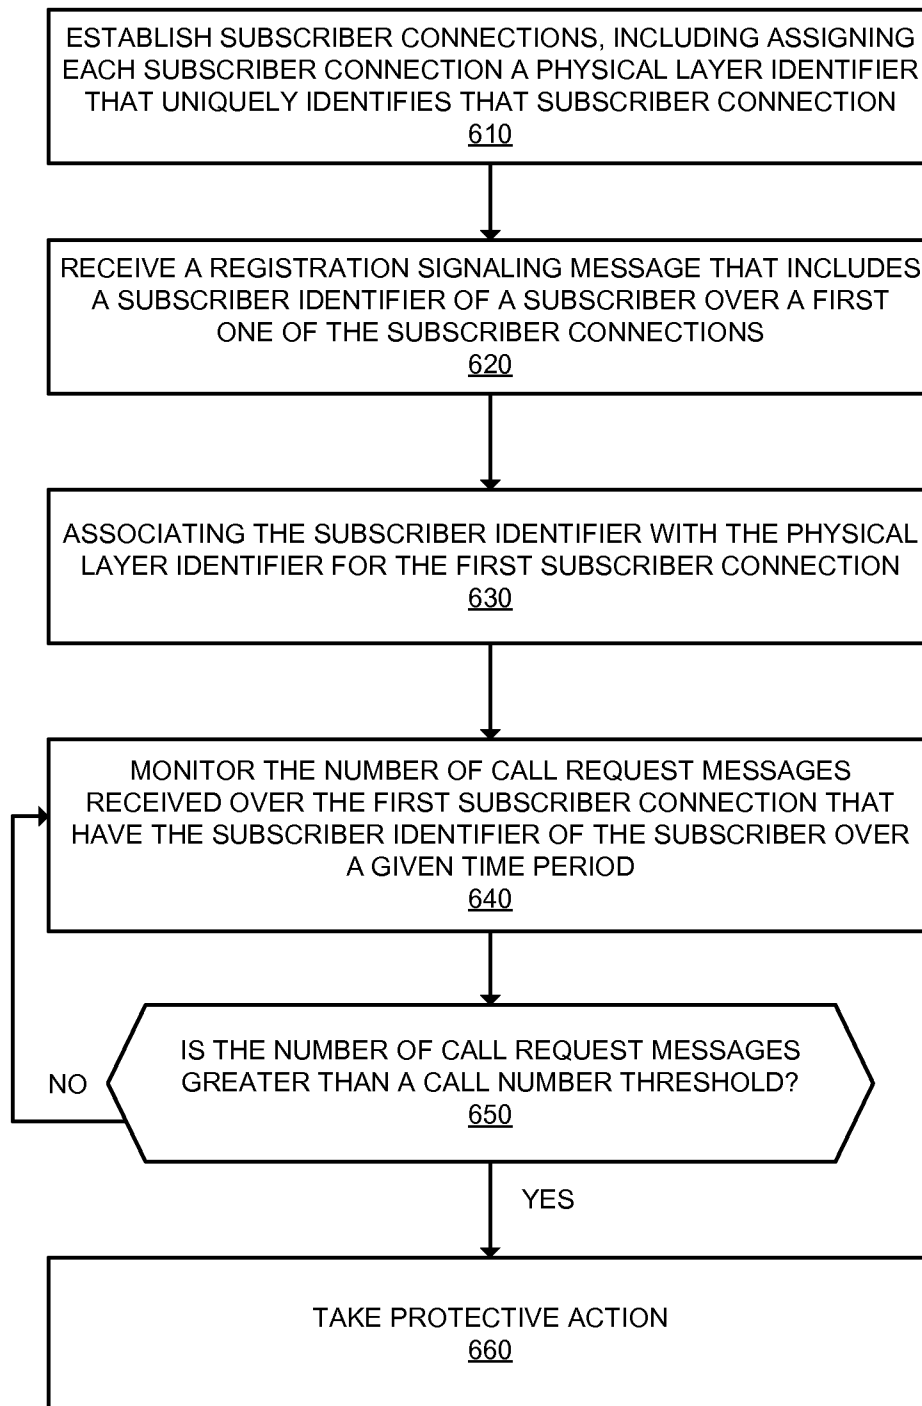 ESTABLISH SUBSCRIBER CONNECTIONS, INCLUDING ASSIGNING
EACH SUBSCRIBER CONNECTION A PHYSICAL LAYER IDENTIFIER
THAT UNIQUELY IDENTIFIES THAT SUBSCRIBER CONNECTION
610
RECEIVE A REGISTRATION SIGNALING MESSAGE THAT INCLUDES
A SUBSCRIBER IDENTIFIER OF A SUBSCRIBER OVER A FIRST
ONE OF THE SUBSCRIBER CONNECTIONS
620
ASSOCIATING THE SUBSCRIBER IDENTIFIER WITH THE PHYSICAL
LAYER IDENTIFIER FOR THE FIRST SUBSCRIBER CONNECTION
630
MONITOR THE NUMBER OF CALL REQUEST MESSAGES
RECEIVED OVER THE FIRST SUBSCRIBER CONNECTION THAT
HAVE THE SUBSCRIBER IDENTIFIER OF THE SUBSCRIBER OVER
A GIVEN TIME PERIOD
640
IS THE NUMBER OF CALL REQUEST MESSAGES
GREATER THAN A CALL NUMBER THRESHOLD?
650
NO
YES
TAKE PROTECTIVE ACTION
660